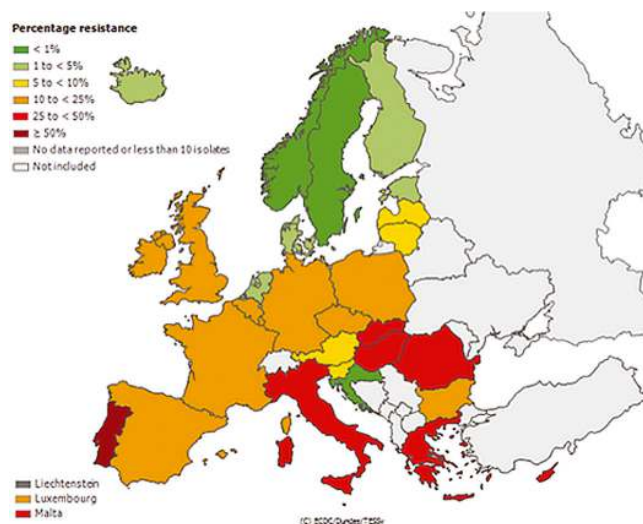 Percentage resistance
< 1%
1 to < 5%
5 to < 10%
10 to < 25%
25 to < 50%
≥ 50%
No data reported or less than 10 isolates
Not included
Liechtenstein
Luxembourg
Malta
(C) ECDC/Dundas/TESSy